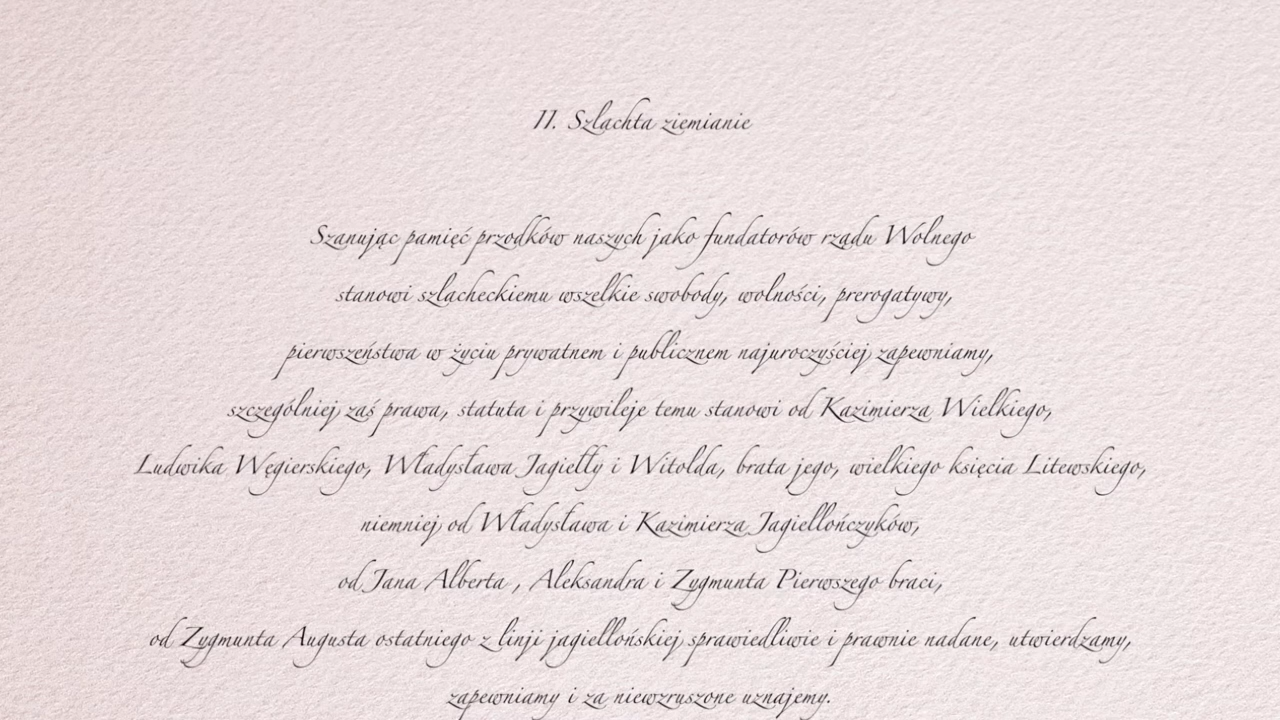 II. Szlachta ziemianie
Szanując pamięć przodków naszych jako fundatorów rządu Wolnego
stanowi szlacheckiemu wszelkie swobody, wolności, prerogatywy,
pierwszeństwa w życiu prywatnem i publicznem najuroczyściej zapewniamy,
szczególniej zaś prawa, statuta i przywileje temu stanowi od Kazimierza Wielkiego,
Ludwika Węgierskiego, Władysława Jagiełły i Witolda, brata jego, wielkiego księcia Litewskiego,
niemniej od Władysława i Kazimierza Jagiellończyków,
od Jana Alberta , Aleksandra i Zygmunta Pierwszego braci,
od Zygmunta Augusta ostatniego z linji jagiellońskiej sprawiedliwie i prawnie nadane, utwierdzamy,
zapewniamy i za niewzruszone uznajemy.